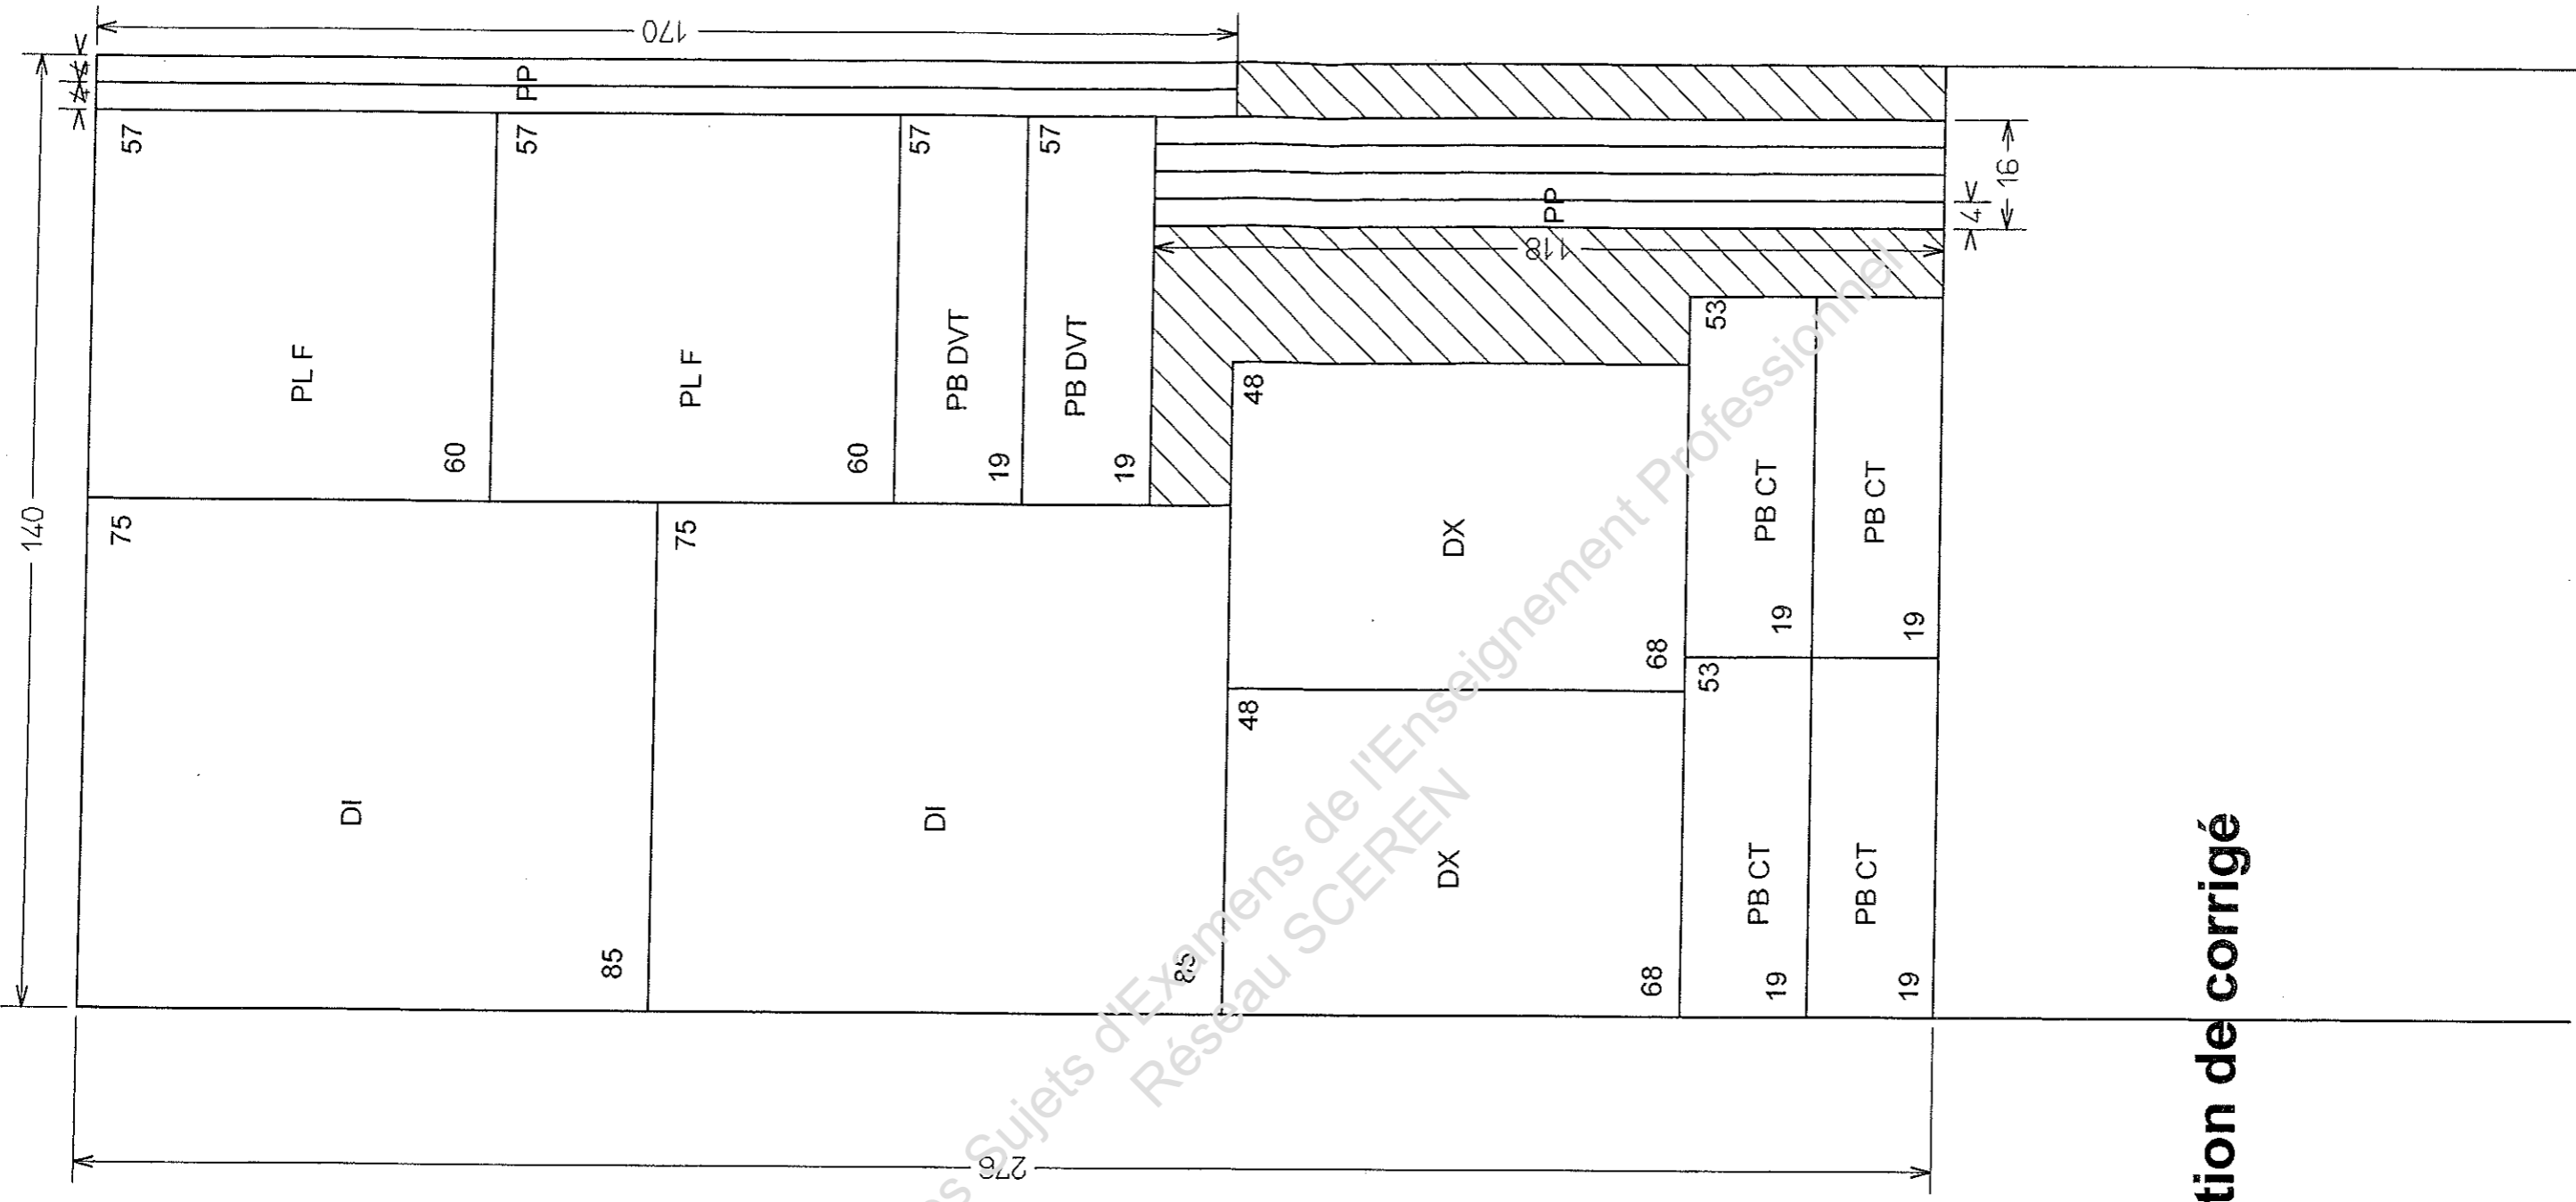 140
4
4
170
PP
57
PL F
60
57
PL F
60
57
PB DVT
19
57
PB DVT
19
75
DI
85
75
DI
85
PP
118
4
16
48
DX
68
48
DX
68
53
PB CT
19
PB CT
19
53
PB CT
19
PB CT
19
276
Sujets d'Examens de l'Enseignement Professionnel
Réseau SCEREN
tion de corrigé